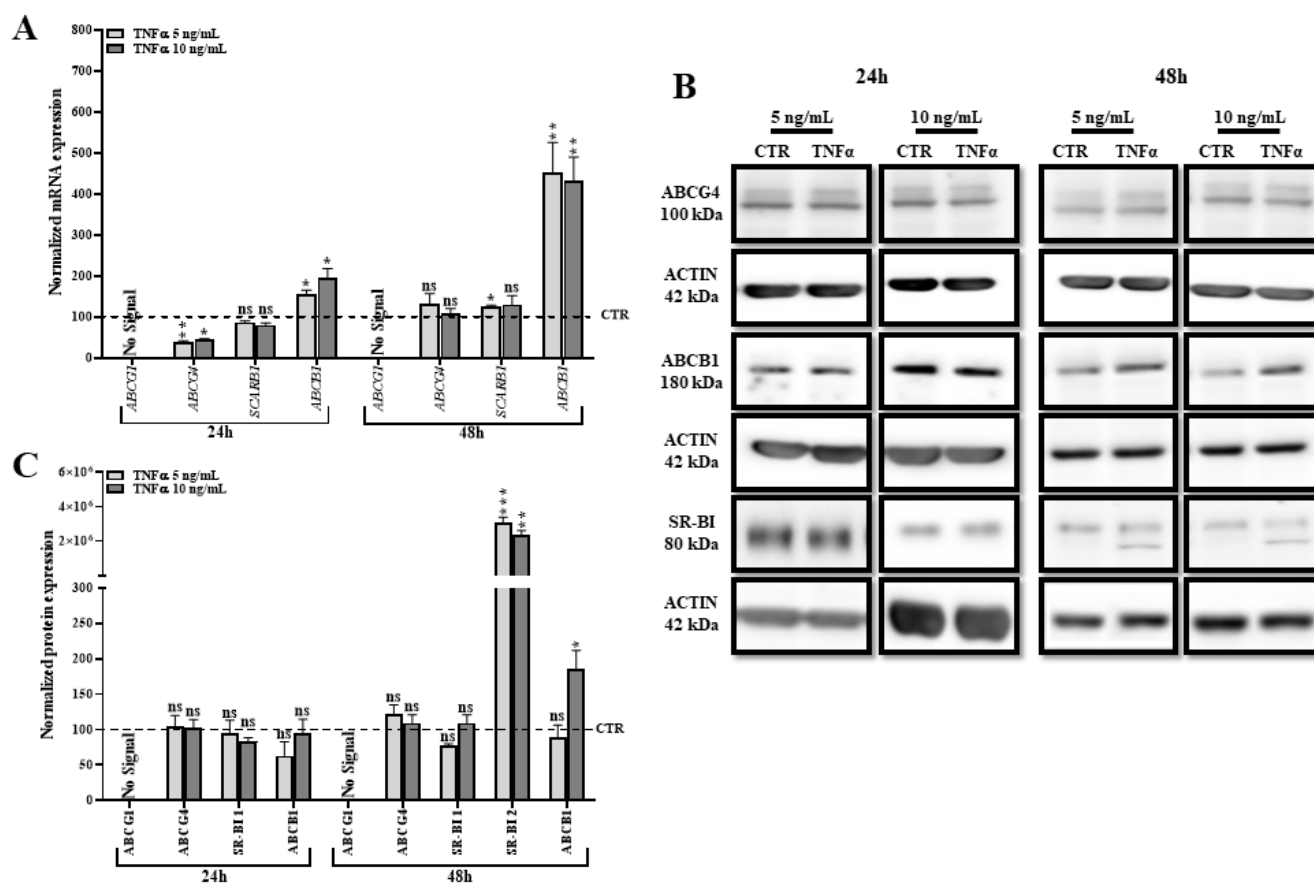 A
TNFα 5 ng/mL
TNFα 10 ng/mL
Normalized mRNA expression
800
700
600
500
400
300
200
100
0
No Signal
**
*
ns
ns
*
*
No Signal
ns
ns
*
ns
**
**
CTR
ABCG1
ABCG4
SCARB1
ABCB1
ABCG1
ABCG4
SCARB1
ABCB1
24h
48h
B
24h
48h
5 ng/mL
10 ng/mL
5 ng/mL
10 ng/mL
CTR TNFα CTR TNFα CTR TNFα CTR TNFα
ABCG4
100 kDa
ACTIN
42 kDa
ABCB1
180 kDa
ACTIN
42 kDa
SR-BI
80 kDa
ACTIN
42 kDa
C
TNFα 5 ng/mL
TNFα 10 ng/mL
Normalized protein expression
6×10⁶
4×10⁶
2×10⁶
300
250
200
150
100
50
0
No Signal
ns
ns
ns
ns
ns
ns
No Signal
ns
ns
ns
ns
***
**
ns
*
CTR
ABCG1
ABCG4
SR-BI 1
ABCB1
ABCG1
ABCG4
SR-BI 1
SR-BI 2
ABCB1
24h
48h